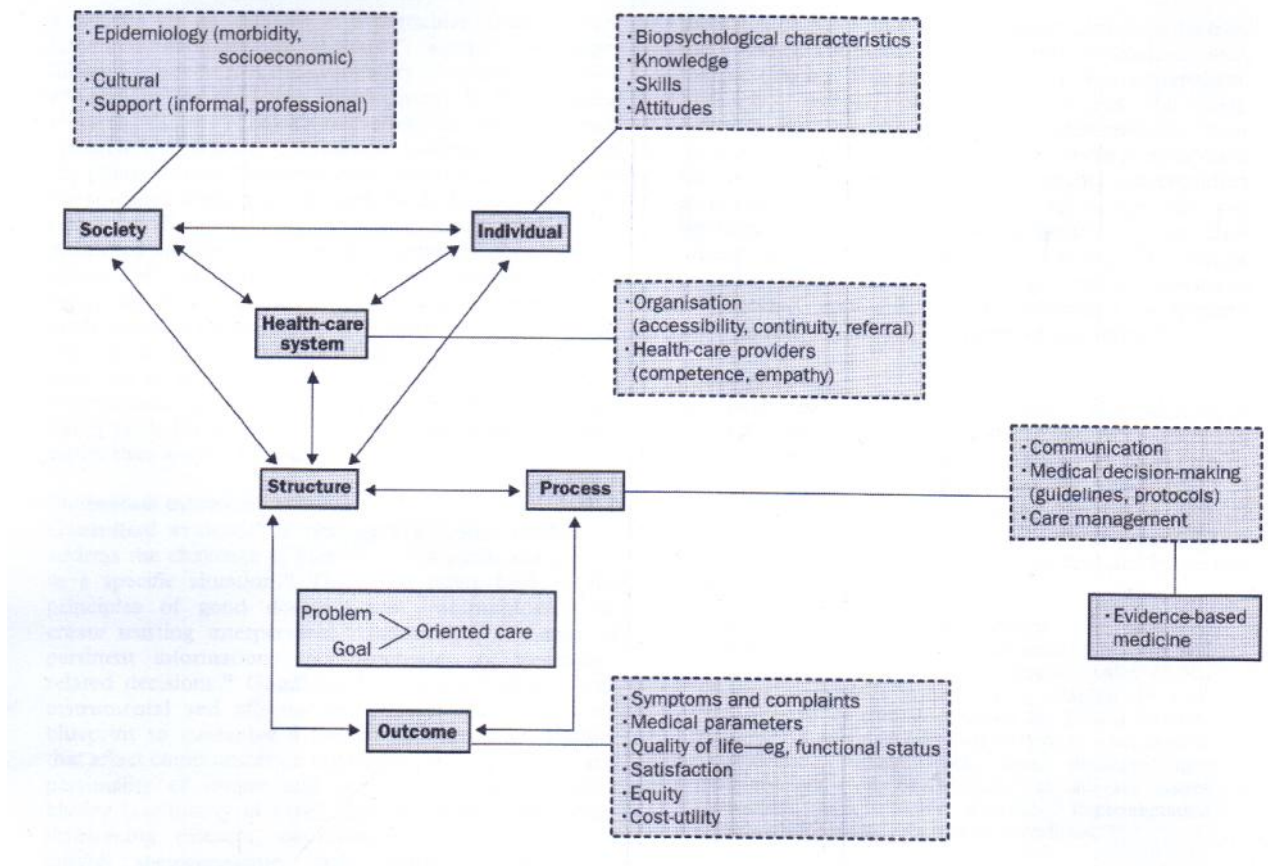 · Epidemiology (morbidity,
socioeconomic)
· Cultural
· Support (informal, professional)
· Biopsychological characteristics
· Knowledge
· Skills
· Attitudes
Society
Individual
Health-care
system
· Organisation
(accessibility, continuity, referral)
· Health-care providers
(competence, empathy)
Structure
Process
· Communication
· Medical decision-making
(guidelines, protocols)
· Care management
· Evidence-based
medicine
Problem
Goal
Oriented care
Outcome
· Symptoms and complaints
· Medical parameters
· Quality of life—eg, functional status
· Satisfaction
· Equity
· Cost-utility